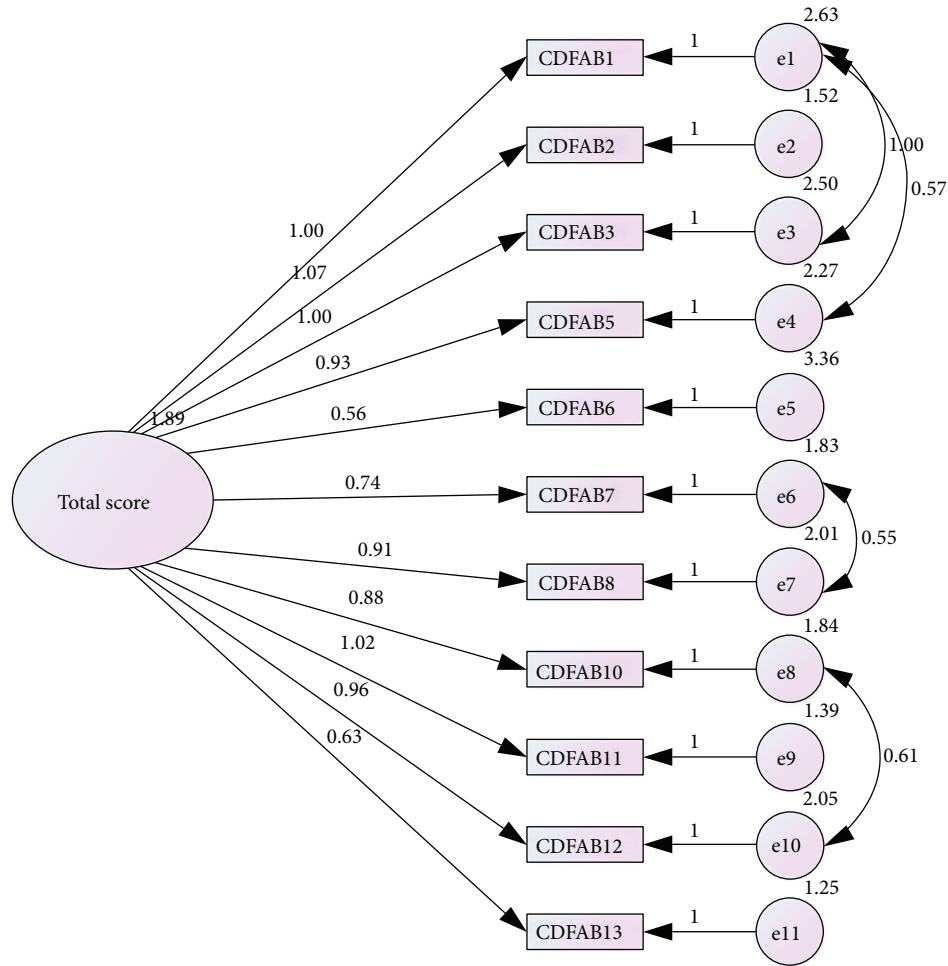 2.63
CDFAB1
1
e1
1.52
CDFAB2
1
e2
1.00
2.50
0.57
1.00
CDFAB3
1
e3
1.07
2.27
1.00
CDFAB5
1
e4
0.93
3.36
1.89
0.56
CDFAB6
1
e5
1.83
Total score
0.74
CDFAB7
1
e6
2.01
0.55
0.91
CDFAB8
1
e7
0.88
1.84
1.02
CDFAB10
1
e8
0.96
1.39
0.63
CDFAB11
1
e9
0.61
2.05
CDFAB12
1
e10
1.25
CDFAB13
1
e11